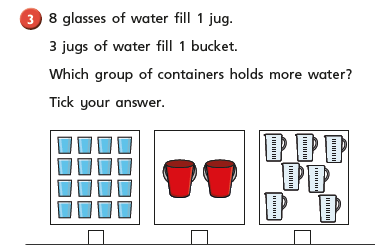 3 8 glasses of water fill 1 jug.
3 jugs of water fill 1 bucket.
Which group of containers holds more water?
Tick your answer.